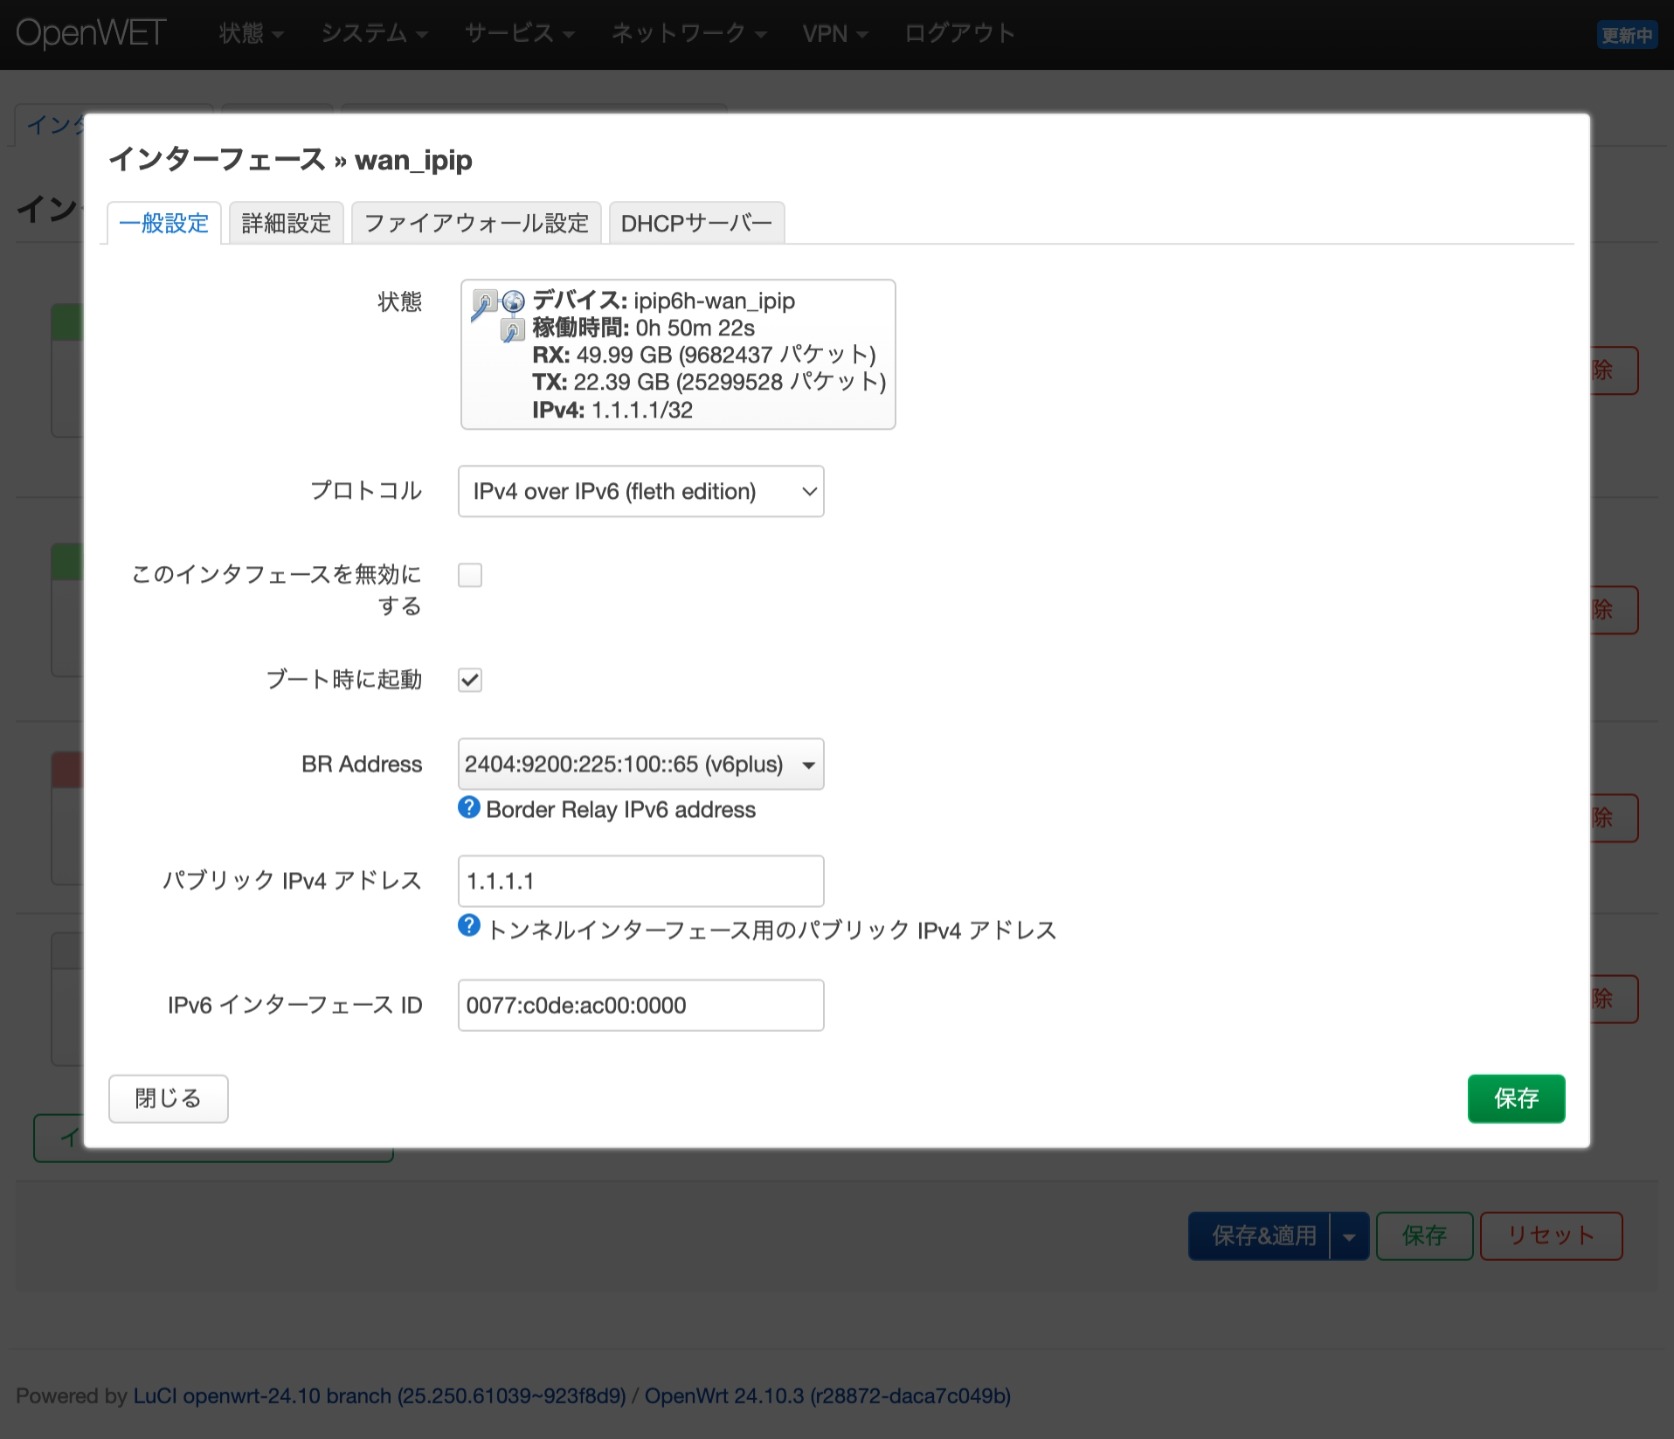 OpenWET 状態 システム サービス ネットワーク VPN ログアウト 更新中
インタ
インターフェース » wan_ipip
イン
一般設定 詳細設定 ファイアウォール設定 DHCPサーバー
状態
デバイス: ipip6h-wan_ipip
稼働時間: 0h 50m 22s
RX: 49.99 GB (9682437 パケット)
TX: 22.39 GB (25299528 パケット)
IPv4: 1.1.1.1/32
除
プロトコル IPv4 over IPv6 (fleth edition)
このインタフェースを無効に
する
除
ブート時に起動
BR Address 2404:9200:225:100::65 (v6plus)
Border Relay IPv6 address
除
パブリック IPv4 アドレス 1.1.1.1
トンネルインターフェース用のパブリック IPv4 アドレス
IPv6 インターフェース ID 0077:c0de:ac00:0000
除
閉じる 保存
イ
保存&適用 保存 リセット
Powered by LuCI openwrt-24.10 branch (25.250.61039~923f8d9) / OpenWrt 24.10.3 (r28872-daca7c049b)